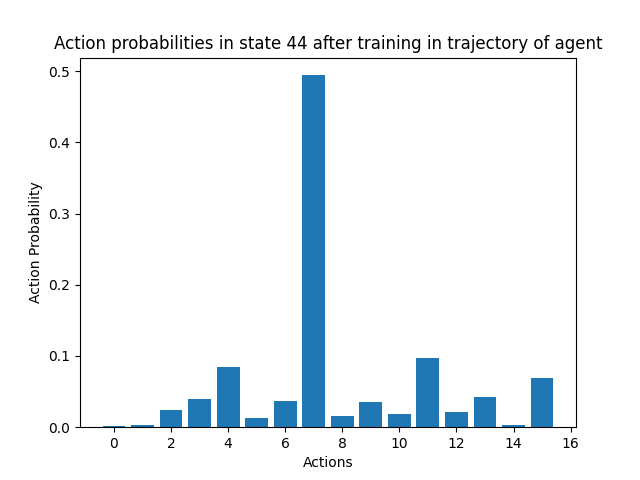 Action probabilities in state 44 after training in trajectory of agent
0.5
0.4
0.3
0.2
0.1
0.0
Action Probability
0 2 4 6 8 10 12 14 16
Actions